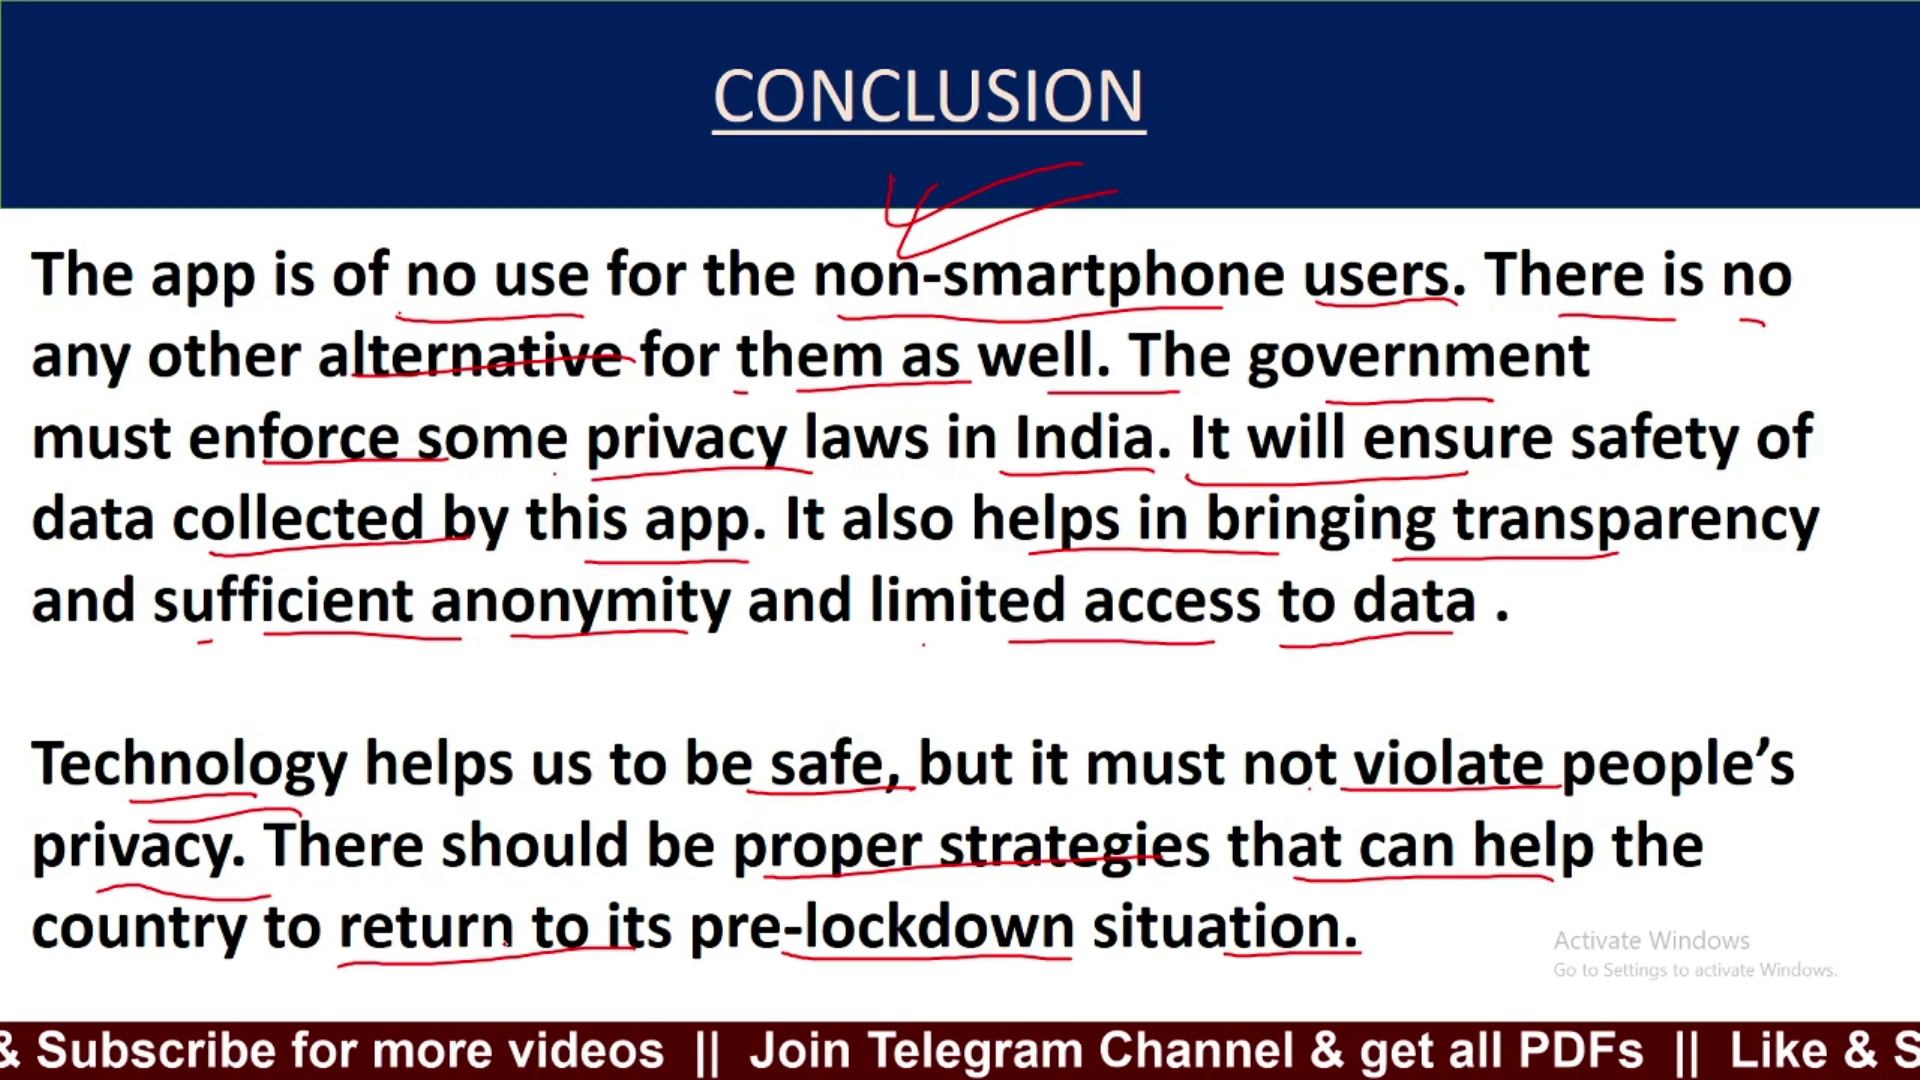 CONCLUSION
The app is of no use for the non-smartphone users. There is no
any other alternative for them as well. The government
must enforce some privacy laws in India. It will ensure safety of
data collected by this app. It also helps in bringing transparency
and sufficient anonymity and limited access to data .
Technology helps us to be safe, but it must not violate people’s
privacy. There should be proper strategies that can help the
country to return to its pre-lockdown situation.
Activate Windows
Go to Settings to activate Windows.
& Subscribe for more videos || Join Telegram Channel & get all PDFs || Like & S